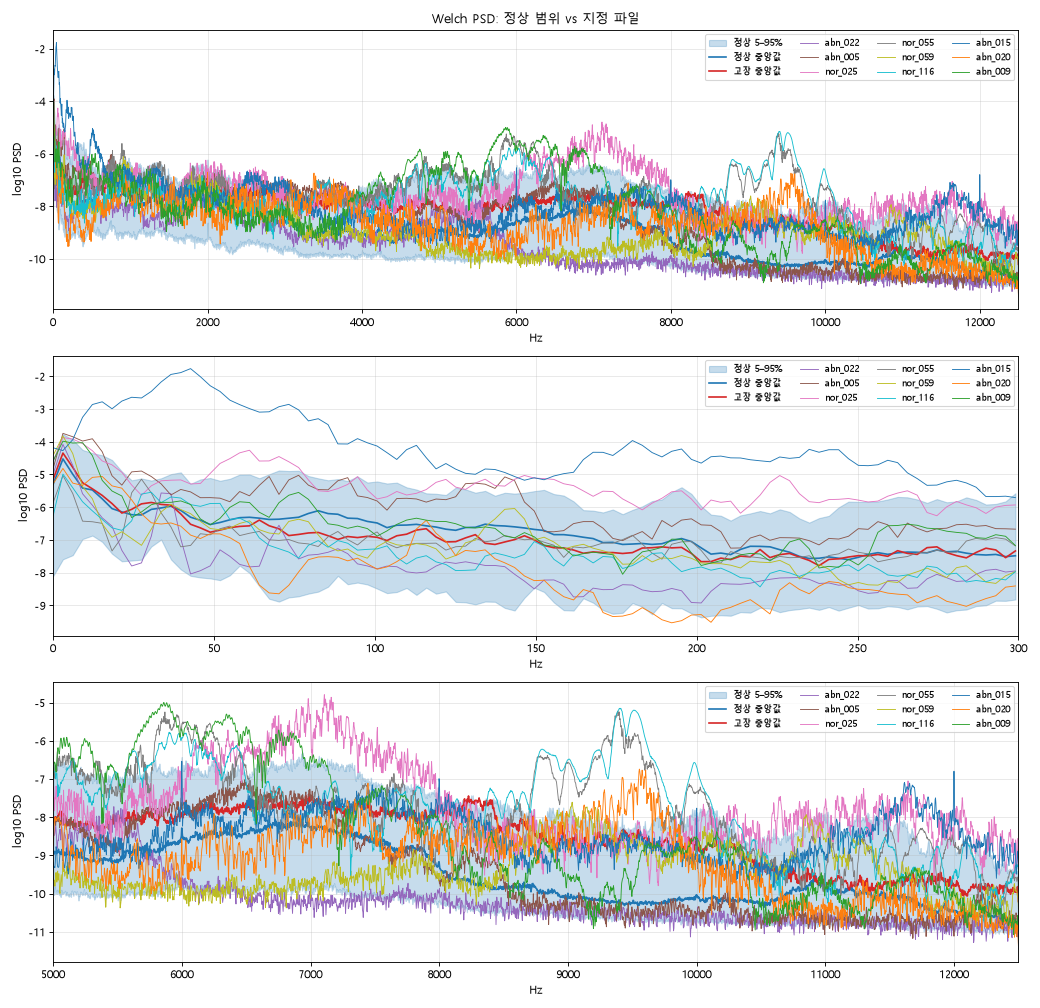 Welch PSD: 정상 범위 vs 지정 파일
정상 5–95% abn_022 nor_055 abn_015
정상 중앙값 abn_005 nor_059 abn_020
고장 중앙값 nor_025 nor_116 abn_009
log10 PSD
-2
-4
-6
-8
-10
0 2000 4000 6000 8000 10000 12000
Hz
정상 5–95% abn_022 nor_055 abn_015
정상 중앙값 abn_005 nor_059 abn_020
고장 중앙값 nor_025 nor_116 abn_009
log10 PSD
-2
-3
-4
-5
-6
-7
-8
-9
0 50 100 150 200 250 300
Hz
정상 5–95% abn_022 nor_055 abn_015
정상 중앙값 abn_005 nor_059 abn_020
고장 중앙값 nor_025 nor_116 abn_009
log10 PSD
-5
-6
-7
-8
-9
-10
-11
5000 6000 7000 8000 9000 10000 11000 12000
Hz